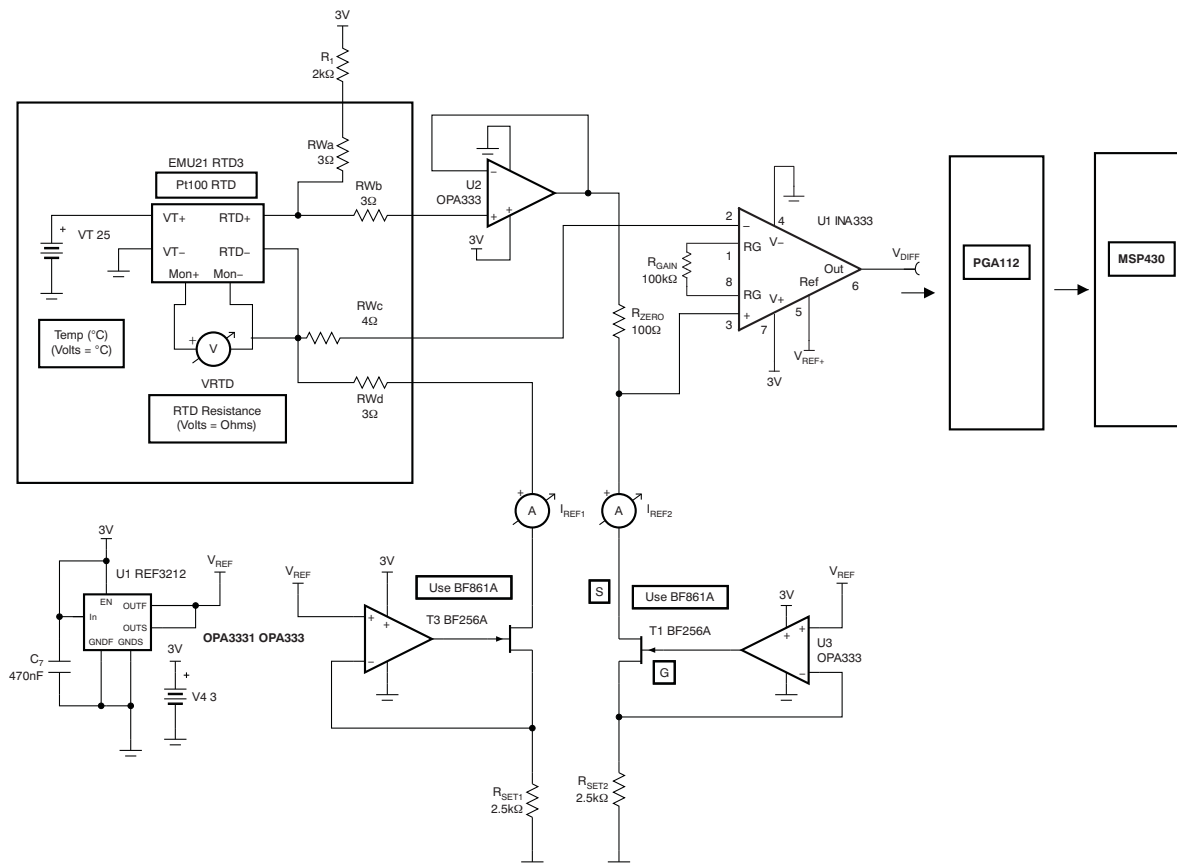 3V
R1
2kΩ
RWa
3Ω
EMU21 RTD3
Pt100 RTD
VT+
RTD+
VT−
RTD−
Mon+ Mon−
+
VT 25
RWb
3Ω
U2
OPA333
−
+
+
3V
2
−
4
V−
U1 INA333
RG
1
RGAIN
100kΩ
8
RG
Out
6
VDIFF
Ref
V+
5
+
3
7
VREF+
3V
PGA112
MSP430
RWc
4Ω
RZERO
100Ω
Temp (°C)
(Volts = °C)
+
V
VRTD
RTD Resistance
(Volts = Ohms)
RWd
3Ω
+
A
IREF1
+
A
IREF2
3V
U1 REF3212
VREF
EN
In
OUTF
OUTS
GNDF GNDS
C7
470nF
OPA3331 OPA333
3V
+
V4 3
VREF
3V
Use BF861A
T3 BF256A
+
+
−
S
Use BF861A
T1 BF256A
G
3V
VREF
+
+
−
U3
OPA333
RSET1
2.5kΩ
RSET2
2.5kΩ